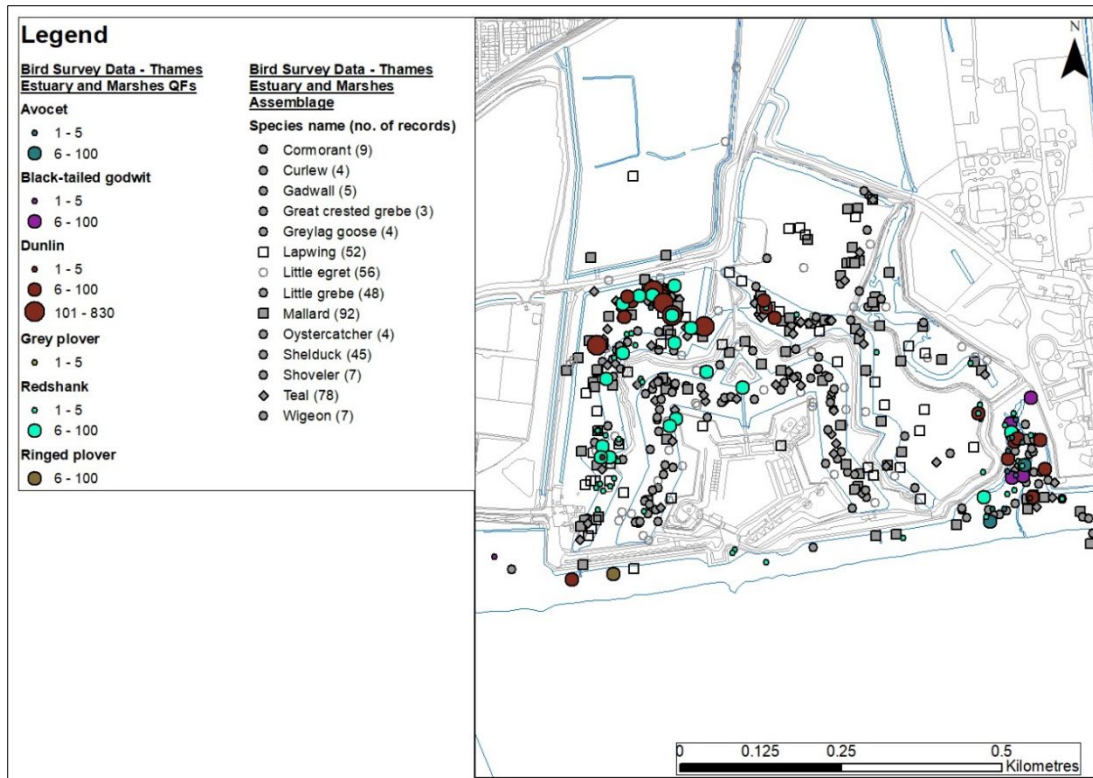 Legend
Bird Survey Data - Thames
Estuary and Marshes QFs
Avocet
1 - 5
6 - 100
Black-tailed godwit
1 - 5
6 - 100
Dunlin
1 - 5
6 - 100
101 - 830
Grey plover
1 - 5
Redshank
1 - 5
6 - 100
Ringed plover
6 - 100
Bird Survey Data - Thames
Estuary and Marshes
Assemblage
Species name (no. of records)
Cormorant (9)
Curlew (4)
Gadwall (5)
Great crested grebe (3)
Greylag goose (4)
Lapwing (52)
Little egret (56)
Little grebe (48)
Mallard (92)
Oystercatcher (4)
Shelduck (45)
Shoveler (7)
Teal (78)
Wigeon (7)
N
0 0.125 0.25 0.5
Kilometres